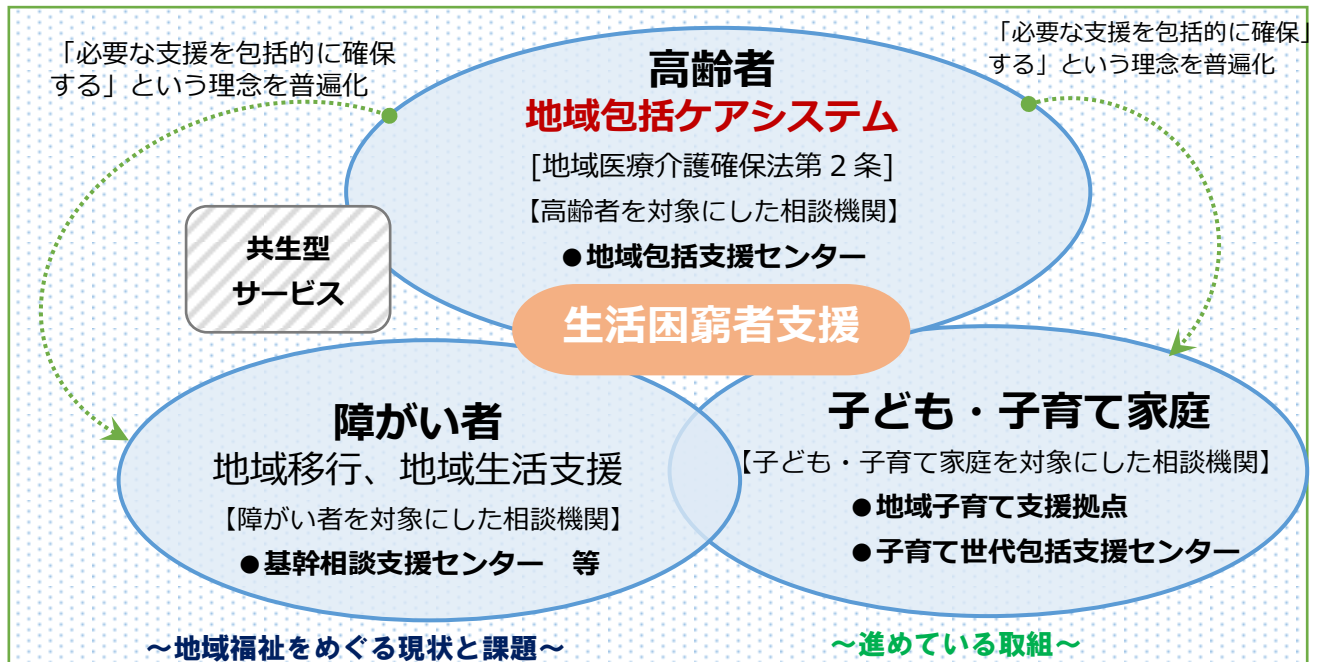 「必要な支援を包括的に確保
する」という理念を普遍化
「必要な支援を包括的に確保」
する」という理念を普遍化
高齢者
地域包括ケアシステム
[地域医療介護確保法第２条]
【高齢者を対象にした相談機関】
●地域包括支援センター
共生型
サービス
生活困窮者支援
障がい者
地域移行、地域生活支援
【障がい者を対象にした相談機関】
●基幹相談支援センター　等
子ども・子育て家庭
【子ども・子育て家庭を対象にした相談機関】
●地域子育て支援拠点
●子育て世代包括支援センター
～地域福祉をめぐる現状と課題～
～進めている取組～